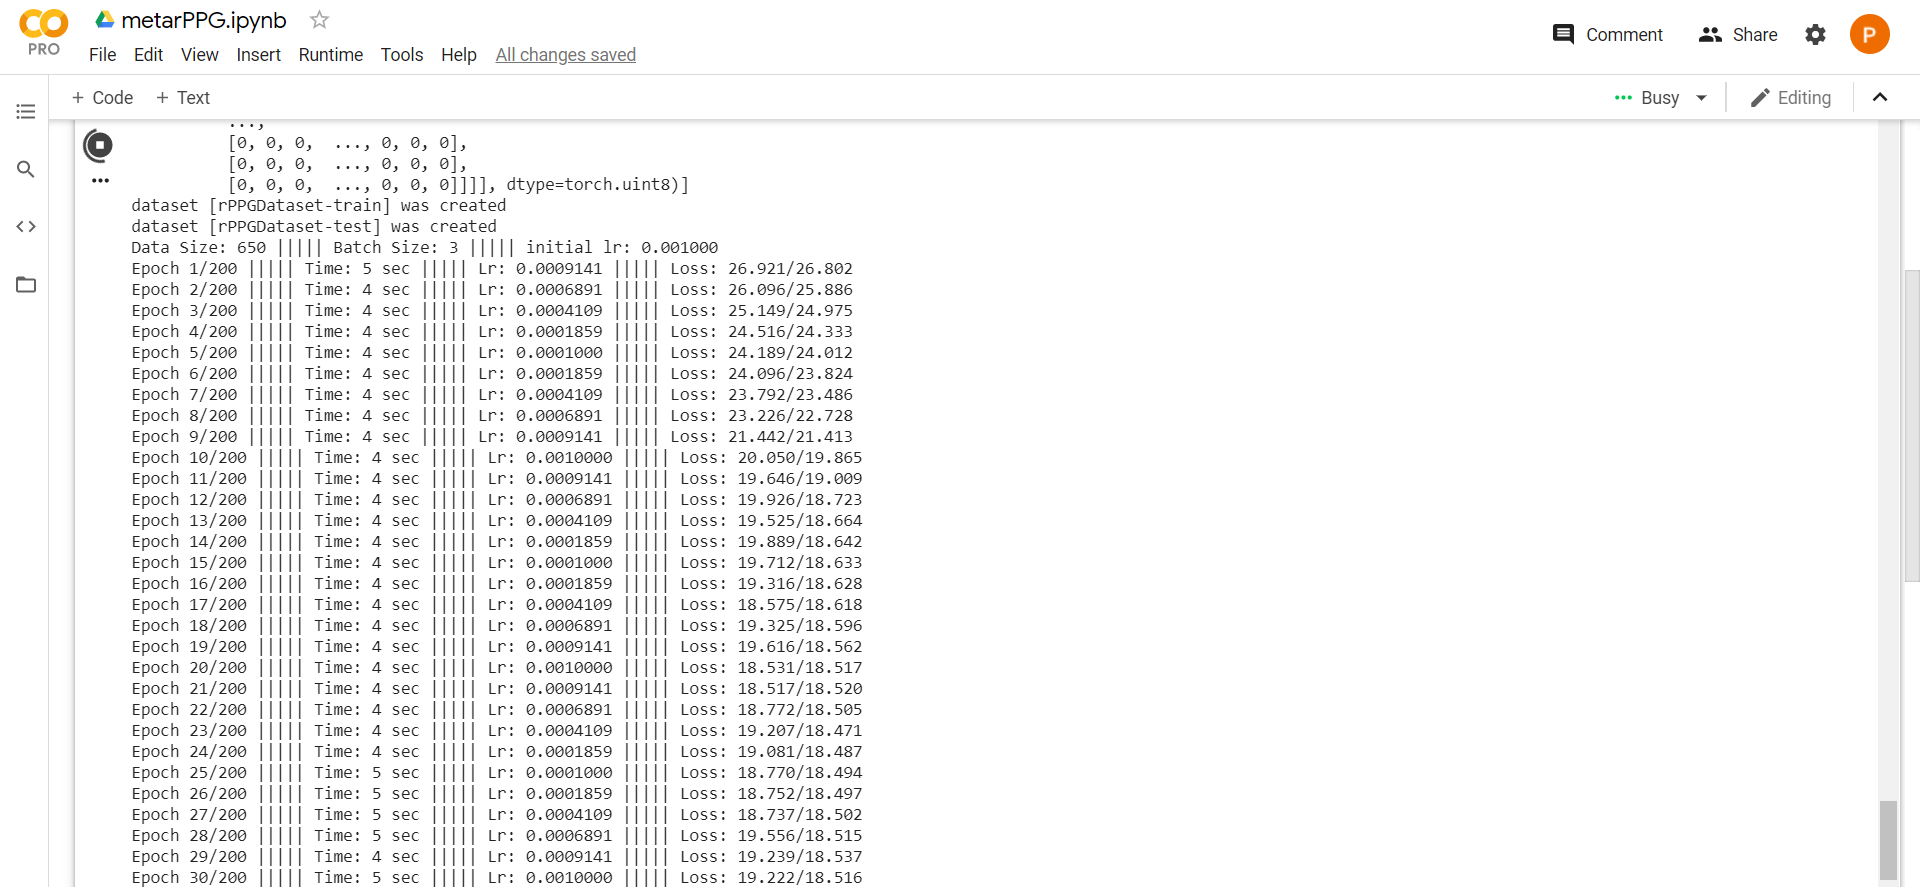 metarPPG.ipynb
PRO
File Edit View Insert Runtime Tools Help All changes saved
Comment Share P
+ Code + Text Busy Editing
...,
[0, 0, 0,  ..., 0, 0, 0],
[0, 0, 0,  ..., 0, 0, 0],
[0, 0, 0,  ..., 0, 0, 0]]]], dtype=torch.uint8)]
dataset [rPPGDataset-train] was created
dataset [rPPGDataset-test] was created
Data Size: 650 ||||| Batch Size: 3 ||||| initial lr: 0.001000
Epoch 1/200 ||||| Time: 5 sec ||||| Lr: 0.0009141 ||||| Loss: 26.921/26.802
Epoch 2/200 ||||| Time: 4 sec ||||| Lr: 0.0006891 ||||| Loss: 26.096/25.886
Epoch 3/200 ||||| Time: 4 sec ||||| Lr: 0.0004109 ||||| Loss: 25.149/24.975
Epoch 4/200 ||||| Time: 4 sec ||||| Lr: 0.0001859 ||||| Loss: 24.516/24.333
Epoch 5/200 ||||| Time: 4 sec ||||| Lr: 0.0001000 ||||| Loss: 24.189/24.012
Epoch 6/200 ||||| Time: 4 sec ||||| Lr: 0.0001859 ||||| Loss: 24.096/23.824
Epoch 7/200 ||||| Time: 4 sec ||||| Lr: 0.0004109 ||||| Loss: 23.792/23.486
Epoch 8/200 ||||| Time: 4 sec ||||| Lr: 0.0006891 ||||| Loss: 23.226/22.728
Epoch 9/200 ||||| Time: 4 sec ||||| Lr: 0.0009141 ||||| Loss: 21.442/21.413
Epoch 10/200 ||||| Time: 4 sec ||||| Lr: 0.0010000 ||||| Loss: 20.050/19.865
Epoch 11/200 ||||| Time: 4 sec ||||| Lr: 0.0009141 ||||| Loss: 19.646/19.009
Epoch 12/200 ||||| Time: 4 sec ||||| Lr: 0.0006891 ||||| Loss: 19.926/18.723
Epoch 13/200 ||||| Time: 4 sec ||||| Lr: 0.0004109 ||||| Loss: 19.525/18.664
Epoch 14/200 ||||| Time: 4 sec ||||| Lr: 0.0001859 ||||| Loss: 19.889/18.642
Epoch 15/200 ||||| Time: 4 sec ||||| Lr: 0.0001000 ||||| Loss: 19.712/18.633
Epoch 16/200 ||||| Time: 4 sec ||||| Lr: 0.0001859 ||||| Loss: 19.316/18.628
Epoch 17/200 ||||| Time: 4 sec ||||| Lr: 0.0004109 ||||| Loss: 18.575/18.618
Epoch 18/200 ||||| Time: 4 sec ||||| Lr: 0.0006891 ||||| Loss: 19.325/18.596
Epoch 19/200 ||||| Time: 4 sec ||||| Lr: 0.0009141 ||||| Loss: 19.616/18.562
Epoch 20/200 ||||| Time: 4 sec ||||| Lr: 0.0010000 ||||| Loss: 18.531/18.517
Epoch 21/200 ||||| Time: 4 sec ||||| Lr: 0.0009141 ||||| Loss: 18.517/18.520
Epoch 22/200 ||||| Time: 4 sec ||||| Lr: 0.0006891 ||||| Loss: 18.772/18.505
Epoch 23/200 ||||| Time: 4 sec ||||| Lr: 0.0004109 ||||| Loss: 19.207/18.471
Epoch 24/200 ||||| Time: 4 sec ||||| Lr: 0.0001859 ||||| Loss: 19.081/18.487
Epoch 25/200 ||||| Time: 5 sec ||||| Lr: 0.0001000 ||||| Loss: 18.770/18.494
Epoch 26/200 ||||| Time: 5 sec ||||| Lr: 0.0001859 ||||| Loss: 18.752/18.497
Epoch 27/200 ||||| Time: 5 sec ||||| Lr: 0.0004109 ||||| Loss: 18.737/18.502
Epoch 28/200 ||||| Time: 5 sec ||||| Lr: 0.0006891 ||||| Loss: 19.556/18.515
Epoch 29/200 ||||| Time: 4 sec ||||| Lr: 0.0009141 ||||| Loss: 19.239/18.537
Epoch 30/200 ||||| Time: 5 sec ||||| Lr: 0.0010000 ||||| Loss: 19.222/18.516